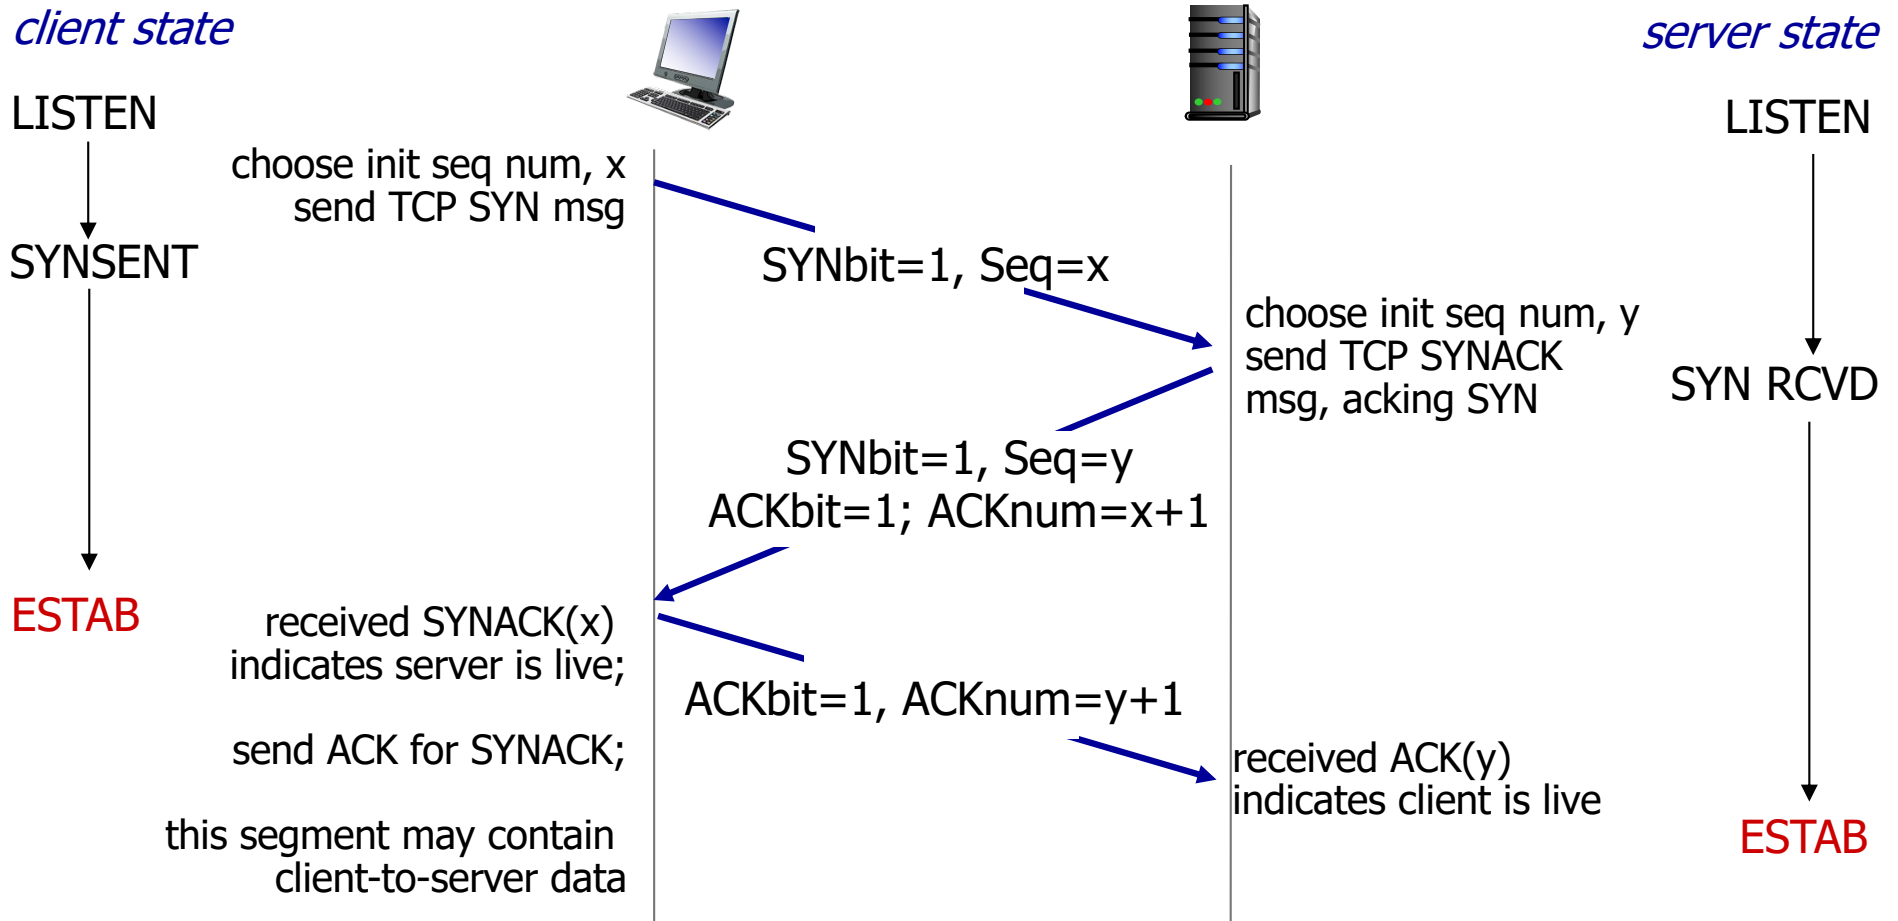 client state
server state
LISTEN
LISTEN
choose init seq num, x
send TCP SYN msg
SYNSENT
SYNbit=1, Seq=x
choose init seq num, y
send TCP SYNACK
msg, acking SYN
SYN RCVD
SYNbit=1, Seq=y
ACKbit=1; ACKnum=x+1
ESTAB
received SYNACK(x)
indicates server is live;
send ACK for SYNACK;
this segment may contain
client-to-server data
ACKbit=1, ACKnum=y+1
received ACK(y)
indicates client is live
ESTAB